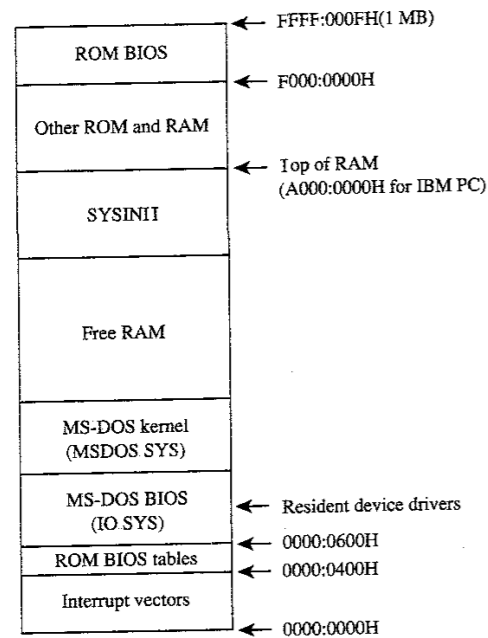 FFFF:000FH(1 MB)
ROM BIOS
F000:0000H
Other ROM and RAM
Top of RAM
(A000:0000H for IBM PC)
SYSINIT
Free RAM
MS-DOS kernel
(MSDOS SYS)
MS-DOS BIOS
(IO SYS)
Resident device drivers
0000:0600H
ROM BIOS tables
0000:0400H
Interrupt vectors
0000:0000H